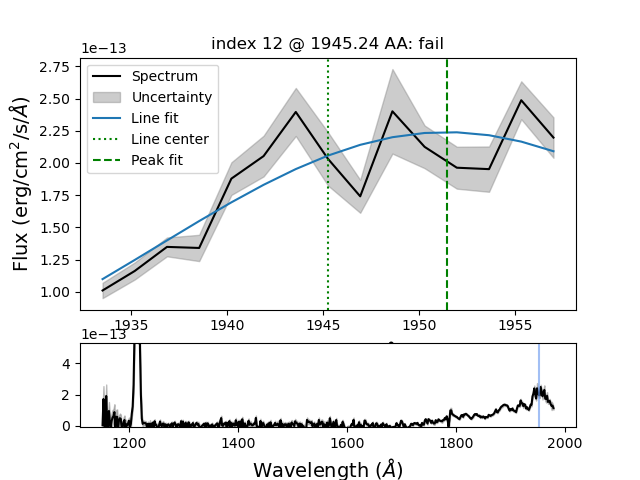 index 12 @ 1945.24 AA: fail
1e−13
Spectrum
Uncertainty
Line fit
Line center
Peak fit
2.75
2.50
2.25
2.00
1.75
1.50
1.25
1.00
Flux (erg/cm²/s/Å)
1935 1940 1945 1950 1955
1e−13
4
2
0
1200 1400 1600 1800 2000
Wavelength (Å)